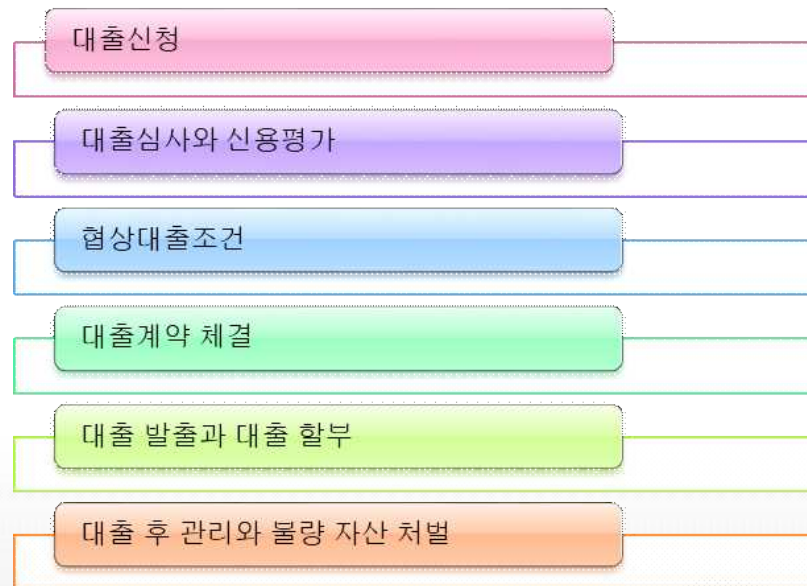 대출신청
대출심사와 신용평가
협상대출조건
대출계약 체결
대출 발출과 대출 할부
대출 후 관리와 불량 자산 처벌